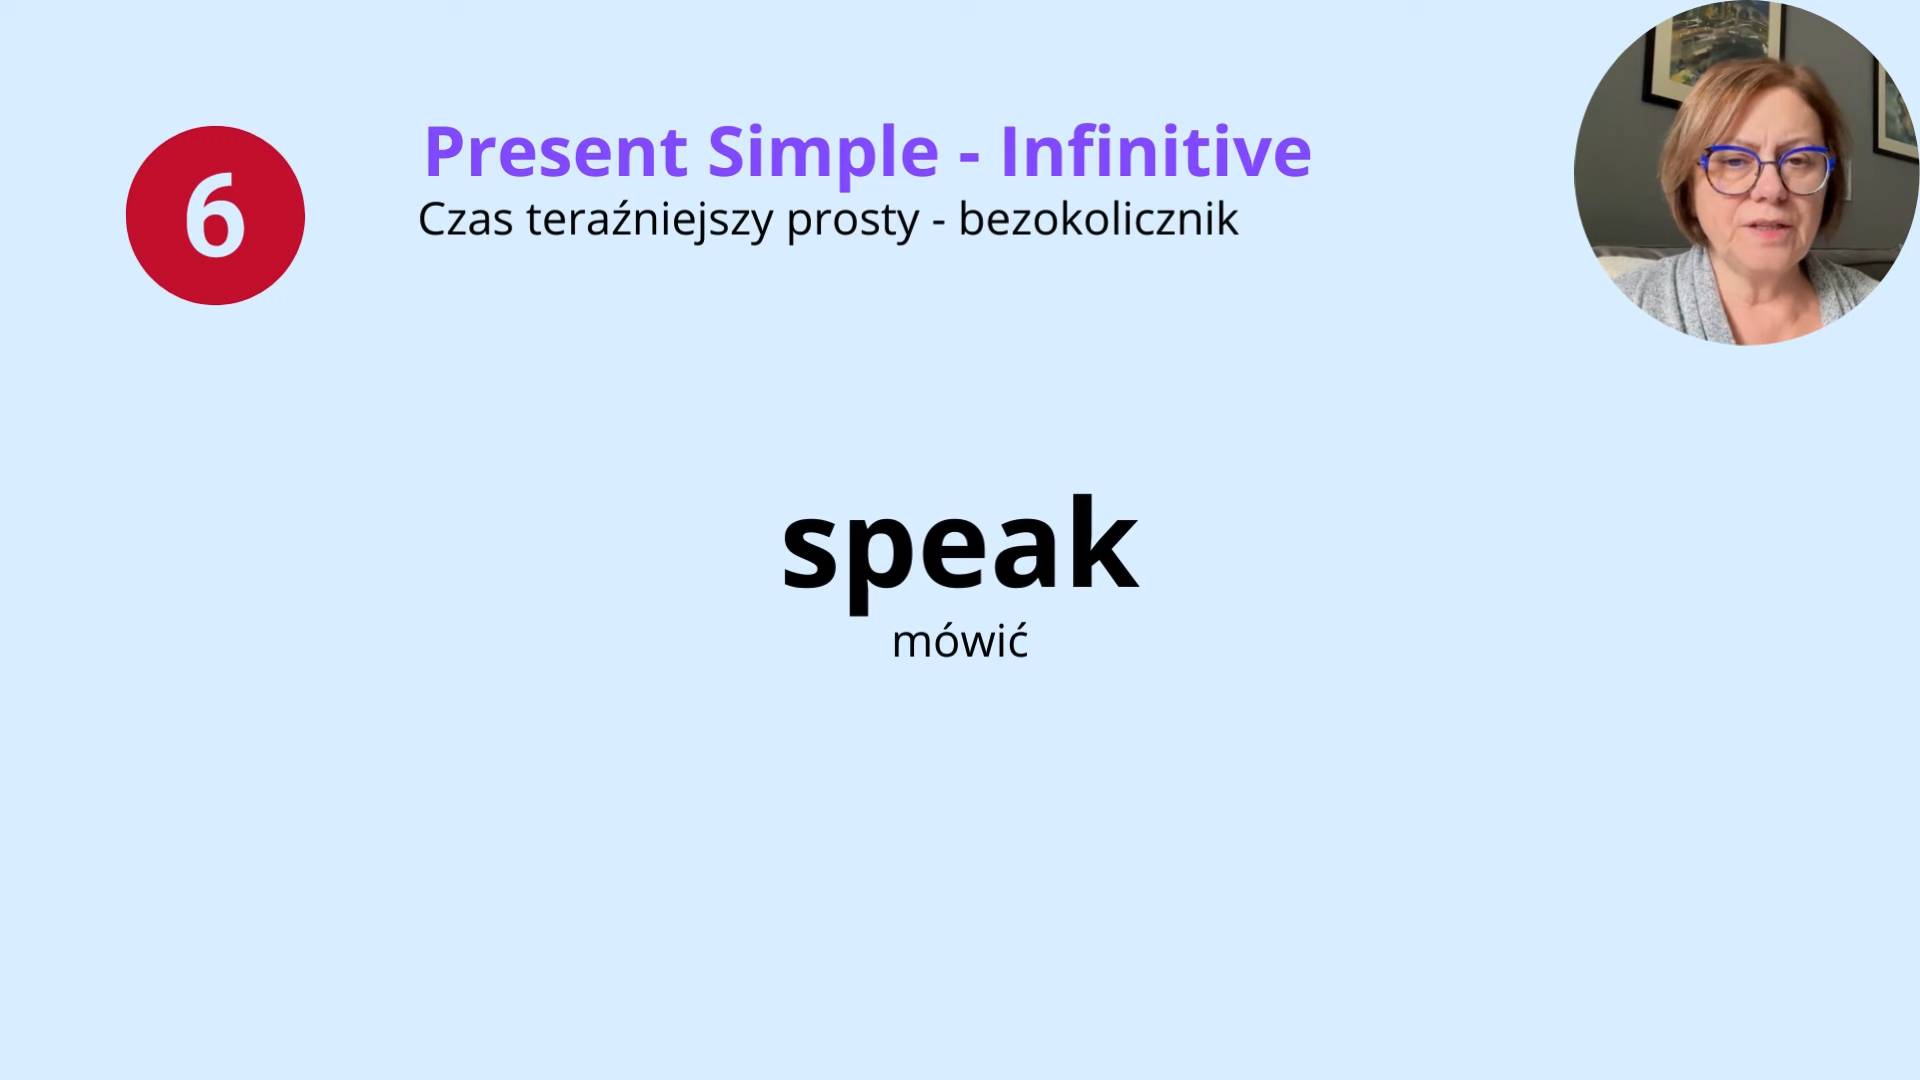 6
Present Simple - Infinitive
Czas teraźniejszy prosty - bezokolicznik
speak
mówić